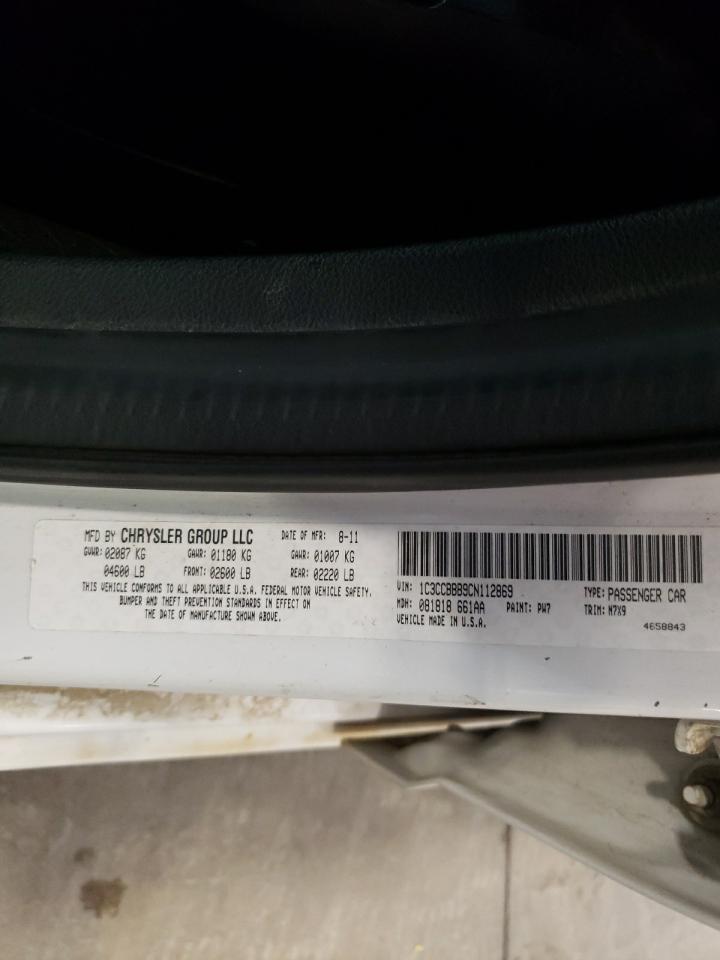 MFD BY CHRYSLER GROUP LLC DATE OF MFR: 8-11
GVWR: 02087 KG GAWR: 01180 KG GAWR: 01007 KG
04600 LB FRONT: 02600 LB REAR: 02220 LB
THIS VEHICLE CONFORMS TO ALL APPLICABLE U.S.A. FEDERAL MOTOR VEHICLE SAFETY,
BUMPER AND THEFT PREVENTION STANDARDS IN EFFECT ON
THE DATE OF MANUFACTURE SHOWN ABOVE.
VIN: 1C3CCBBB9CN112869 TYPE: PASSENGER CAR
MDH: 081818 661AA PAINT: PW7 TRIM: N7X9
VEHICLE MADE IN U.S.A. 4658843